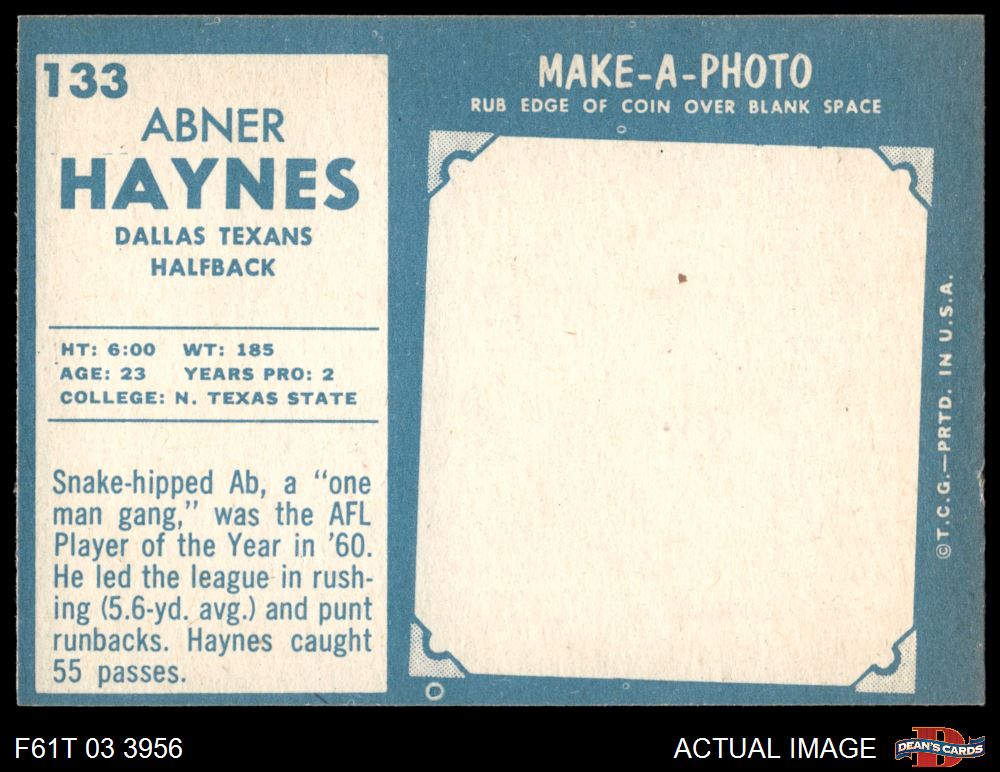 133
ABNER
HAYNES
DALLAS TEXANS
HALFBACK
HT: 6:00 WT: 185
AGE: 23 YEARS PRO: 2
COLLEGE: N. TEXAS STATE
Snake-hipped Ab, a "one
man gang," was the AFL
Player of the Year in '60.
He led the league in rush-
ing (5.6-yd. avg.) and punt
runbacks. Haynes caught
55 passes.
MAKE-A-PHOTO
RUB EDGE OF COIN OVER BLANK SPACE
©T.C.G.—PRTD. IN U.S.A.
F61T 03 3956
ACTUAL IMAGE
D
DEAN'S CARDS